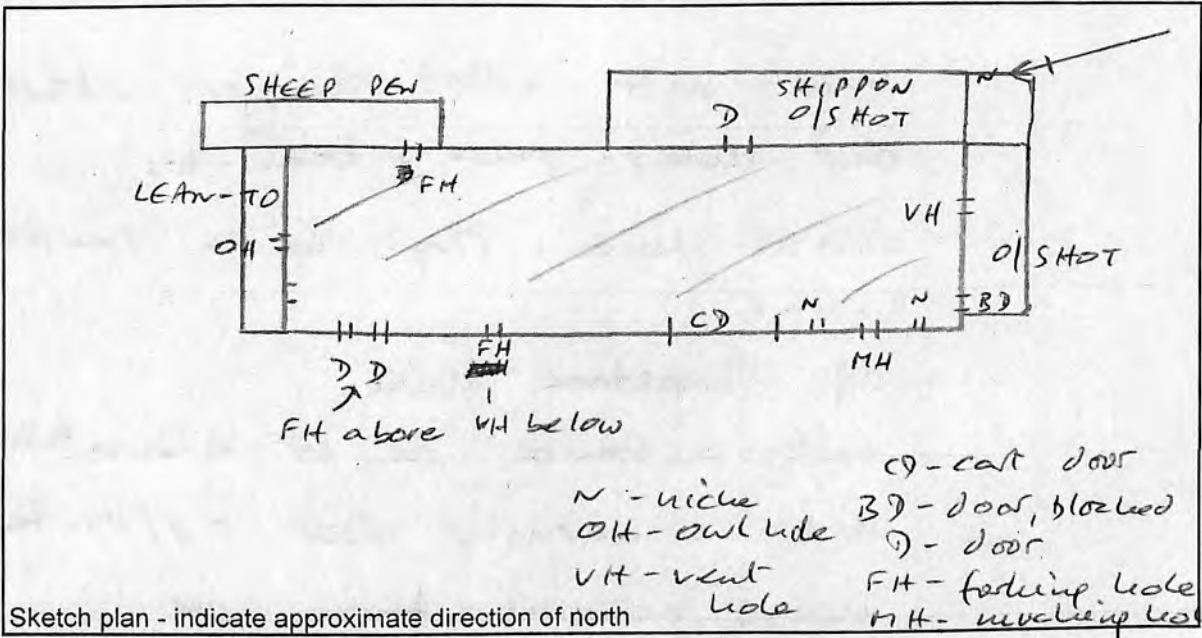 SHEEP PEN
SHIPPON
O/SHOT
N
D
FH
LEAN-TO
OH
VH
O/SHOT
N
N
BD
CD
MH
FH
D D
FH above
VH below
CD - cart door
N - niche
BD - door, blocked
OH - owl hole
D - door
VH - vent hole
FH - forking hole
MH - mucking ho
Sketch plan - indicate approximate direction of north